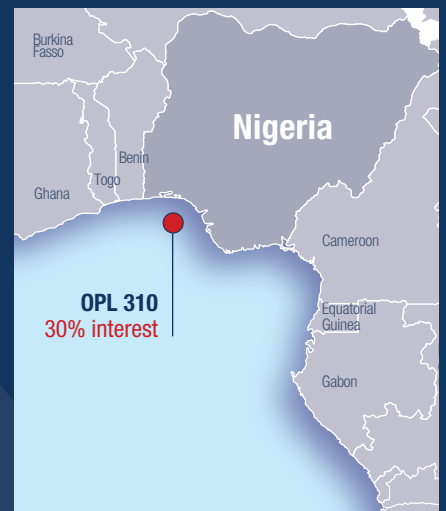 Burkina
Fasso
Nigeria
Benin
Togo
Ghana
Cameroon
OPL 310
30% interest
Equatorial
Guinea
Gabon